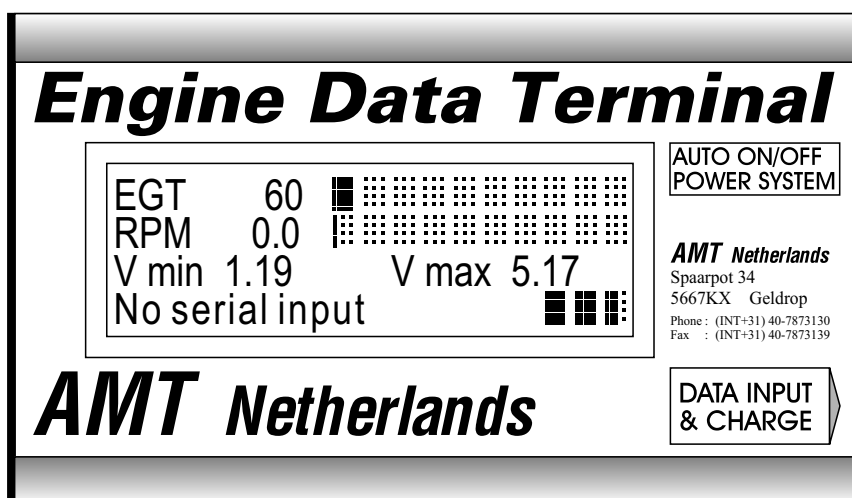 Engine Data Terminal
EGT 60
RPM 0.0
V min 1.19 V max 5.17
No serial input
AUTO ON/OFF
POWER SYSTEM
AMT Netherlands
Spaarpot 34
5667KX Geldrop
Phone : (INT+31) 40-7873130
Fax : (INT+31) 40-7873139
AMT Netherlands
DATA INPUT
& CHARGE